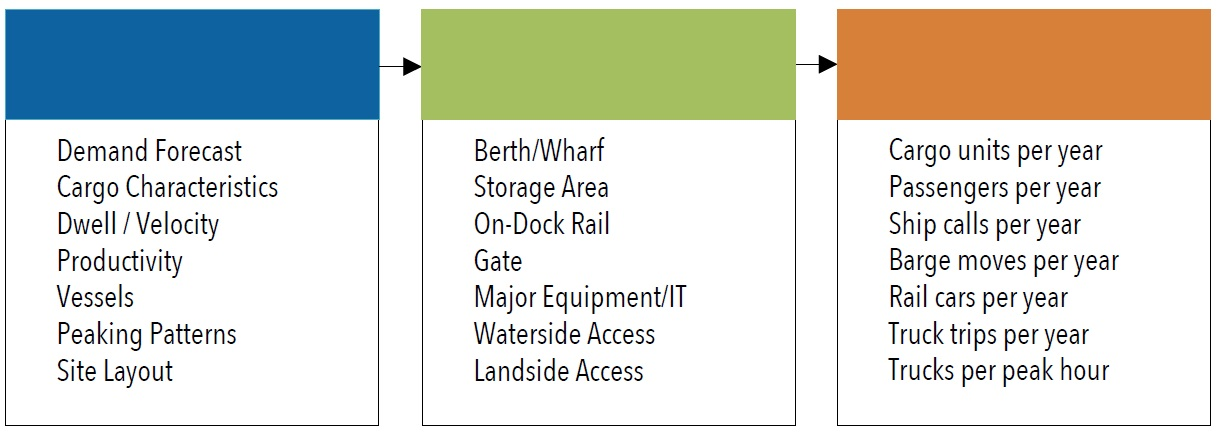 Demand Forecast
Cargo Characteristics
Dwell / Velocity
Productivity
Vessels
Peaking Patterns
Site Layout
Berth/Wharf
Storage Area
On-Dock Rail
Gate
Major Equipment/IT
Waterside Access
Landside Access
Cargo units per year
Passengers per year
Ship calls per year
Barge moves per year
Rail cars per year
Truck trips per year
Trucks per peak hour